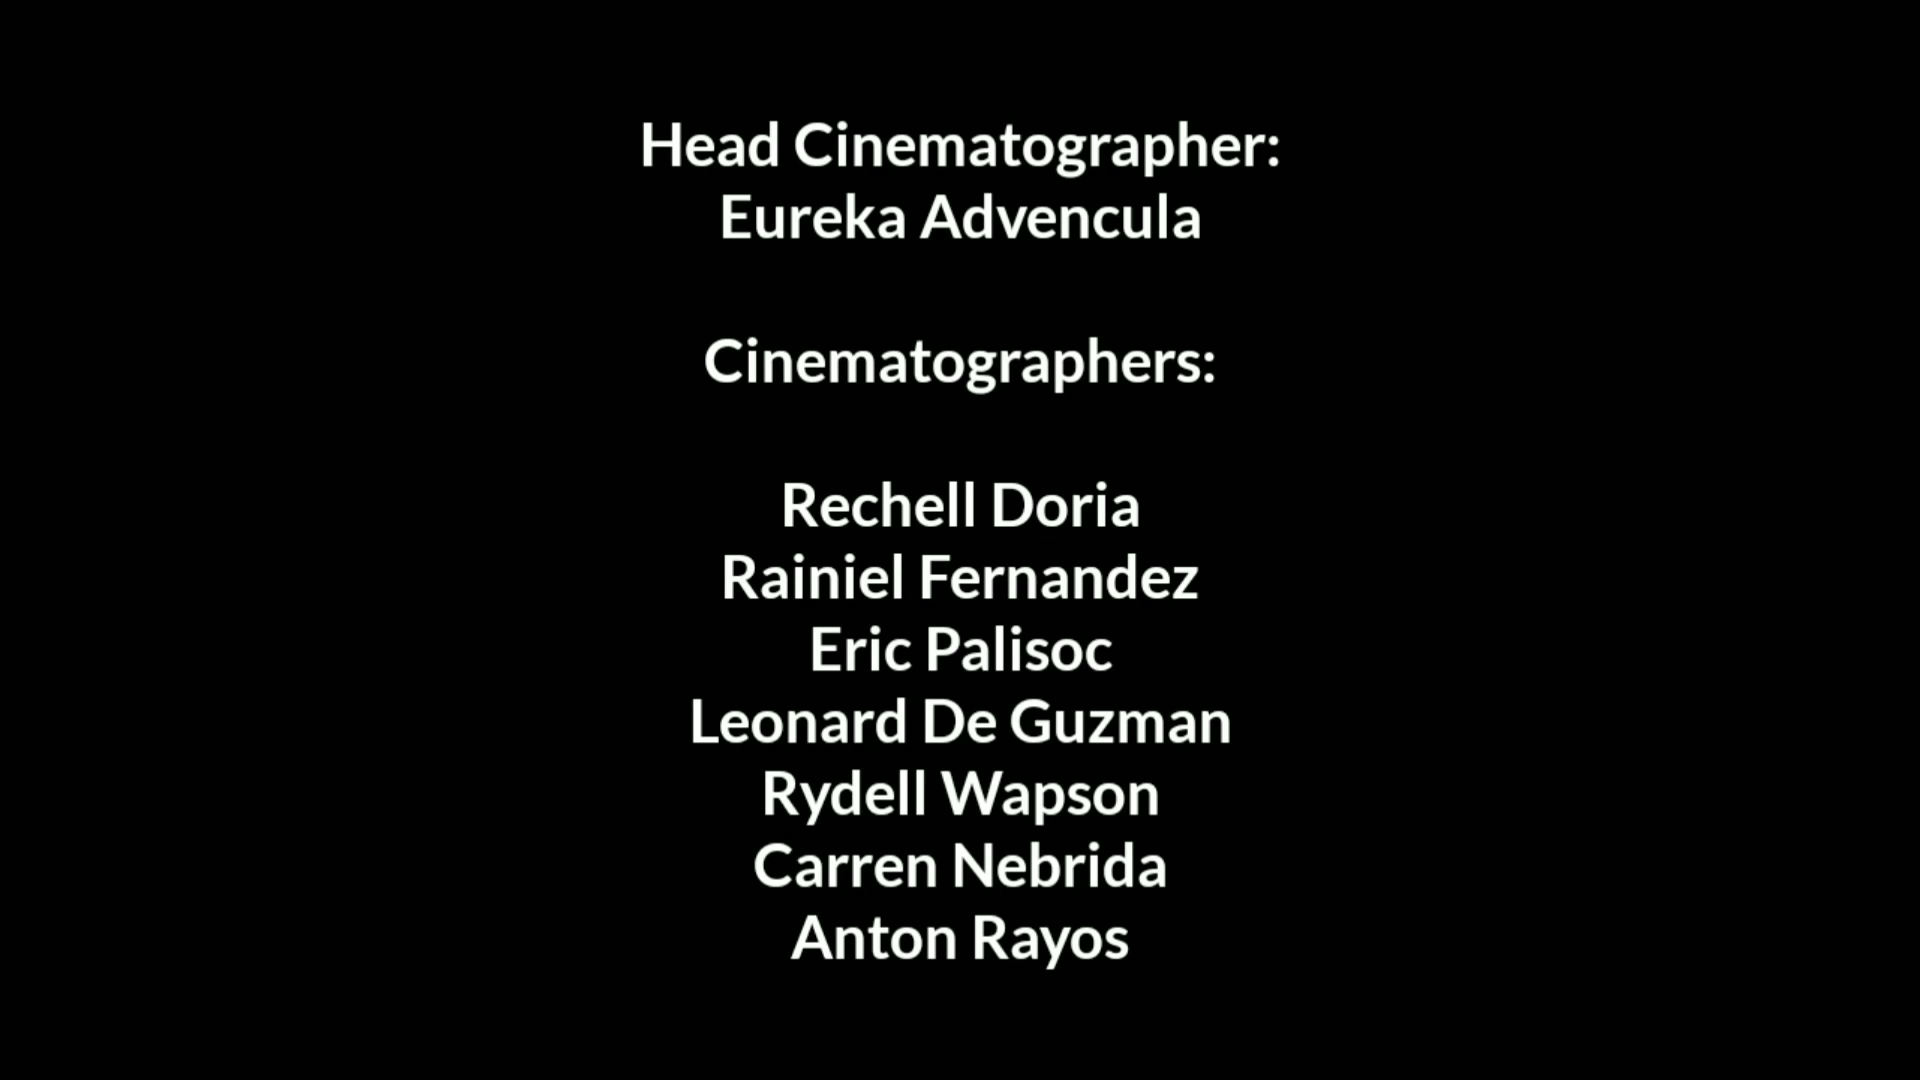 Head Cinematographer:
Eureka Advencula
Cinematographers:
Rechell Doria
Rainiel Fernandez
Eric Palisoc
Leonard De Guzman
Rydell Wapson
Carren Nebrida
Anton Rayos